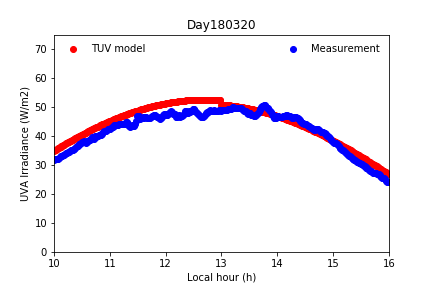 Day180320
TUV model
Measurement
UVA Irradiance (W/m2)
70
60
50
40
30
20
10
0
10 11 12 13 14 15 16
Local hour (h)